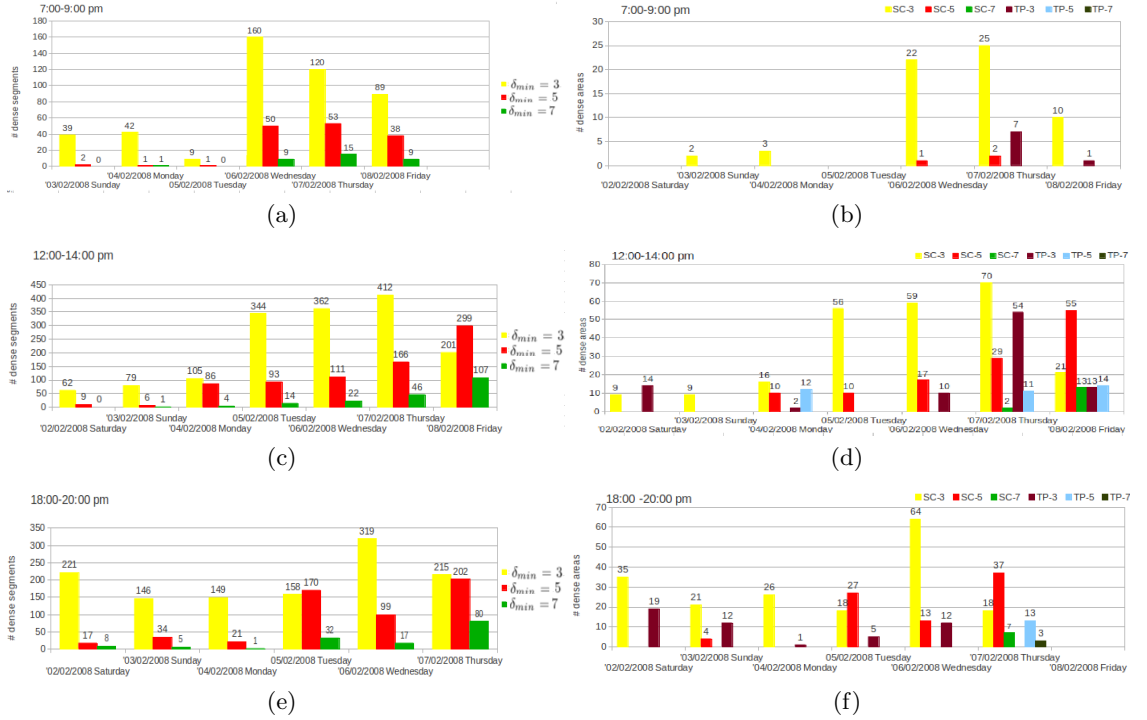 7:00-9:00 pm
# dense segments
180
160
140
120
100
80
60
40
20
0
39 2 0
42 1 1
9 1 0
160 50 9
120 53 15
89 38 9
'03/02/2008 Sunday
'04/02/2008 Monday
05/02/2008 Tuesday
'06/02/2008 Wednesday
'07/02/2008 Thursday
'08/02/2008 Friday
δmin = 3
δmin = 5
δmin = 7
(a)
7:00-9:00 pm
SC-3 SC-5 SC-7 TP-3 TP-5 TP-7
# dense areas
30
25
20
15
10
5
0
2
3
22 1
25 2 7
10 1
'02/02/2008 Saturday
'03/02/2008 Sunday
'04/02/2008 Monday
05/02/2008 Tuesday
'06/02/2008 Wednesday
'07/02/2008 Thursday
'08/02/2008 Friday
(b)
12:00-14:00 pm
# dense segments
450
400
350
300
250
200
150
100
50
0
62 9 0
79 6 1
105 86 4
344 93 14
362 111 22
412 166 46
201 299 107
'02/02/2008 Saturday
'03/02/2008 Sunday
'04/02/2008 Monday
05/02/2008 Tuesday
'06/02/2008 Wednesday
'07/02/2008 Thursday
'08/02/2008 Friday
δmin = 3
δmin = 5
δmin = 7
(c)
12:00-14:00 pm
SC-3 SC-5 SC-7 TP-3 TP-5 TP-7
# dense areas
80
70
60
50
40
30
20
10
0
9 14
9
16 10 2 12
56 10
59 17 10
70 29 2 54 11
21 55 13 13 14
'02/02/2008 Saturday
'03/02/2008 Sunday
'04/02/2008 Monday
05/02/2008 Tuesday
'06/02/2008 Wednesday
'07/02/2008 Thursday
'08/02/2008 Friday
(d)
18:00-20:00 pm
# dense segments
350
300
250
200
150
100
50
0
221 17 8
146 34 5
149 21 1
158 170 32
319 99 17
215 202 80
'02/02/2008 Saturday
'03/02/2008 Sunday
'04/02/2008 Monday
05/02/2008 Tuesday
'06/02/2008 Wednesday
'07/02/2008 Thursday
δmin = 3
δmin = 5
δmin = 7
(e)
18:00 -20:00 pm
SC-3 SC-5 SC-7 TP-3 TP-5 TP-7
# dense areas
70
60
50
40
30
20
10
0
35 19
21 4 12
26 1
18 27 5
64 13 12
18 37 7 13 3
'02/02/2008 Saturday
'03/02/2008 Sunday
'04/02/2008 Monday
05/02/2008 Tuesday
'06/02/2008 Wednesday
'07/02/2008 Thursday
'08/02/2008 Friday
(f)